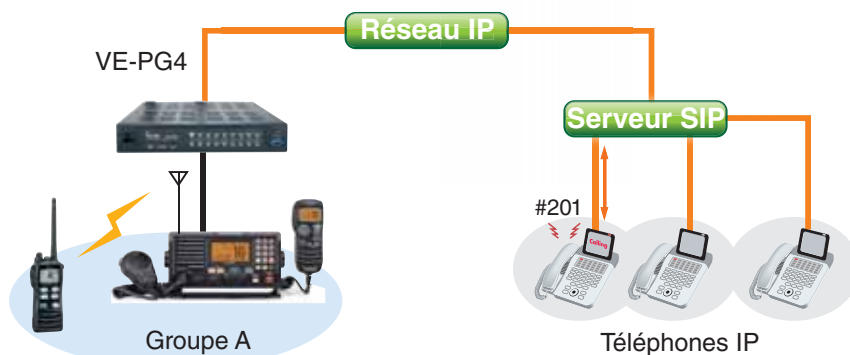 Réseau IP
VE-PG4
Serveur SIP
#201
Calling
Groupe A
Téléphones IP